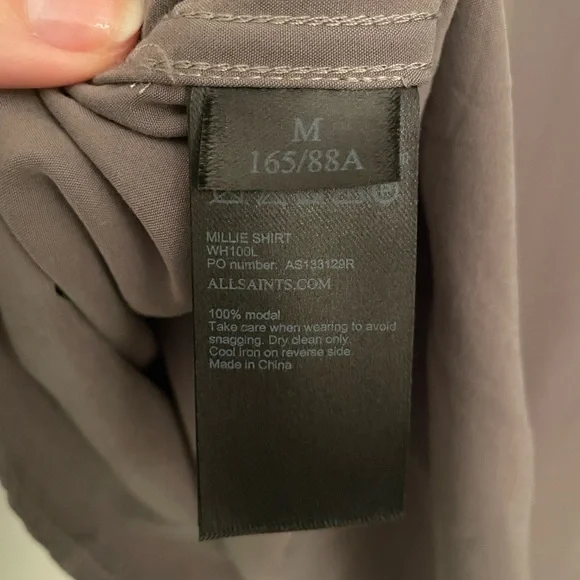 M
165/88A
MILLIE SHIRT
WH100L
PO number: AS133129R
ALLSAINTS.COM
100% modal
Take care when wearing to avoid
snagging. Dry clean only.
Cool iron on reverse side.
Made in China